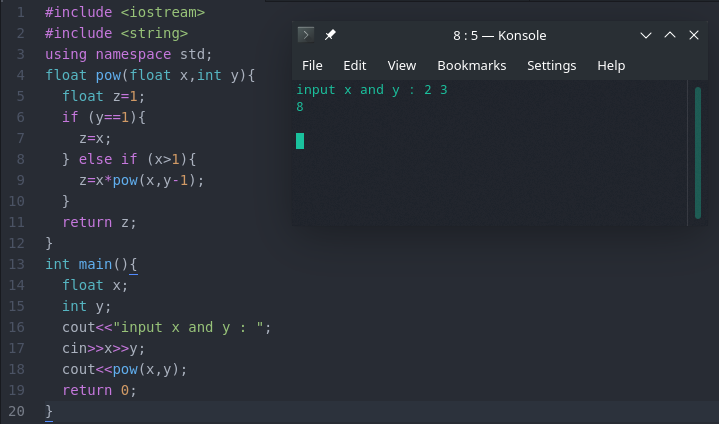 1 #include <iostream>
2 #include <string>
3 using namespace std;
4 float pow(float x,int y){
5   float z=1;
6   if (y==1){
7     z=x;
8   } else if (x>1){
9     z=x*pow(x,y-1);
10   }
11   return z;
12 }
13 int main(){
14   float x;
15   int y;
16   cout<<"input x and y : ";
17   cin>>x>>y;
18   cout<<pow(x,y);
19   return 0;
20 }
8 : 5 — Konsole
File Edit View Bookmarks Settings Help
input x and y : 2 3
8